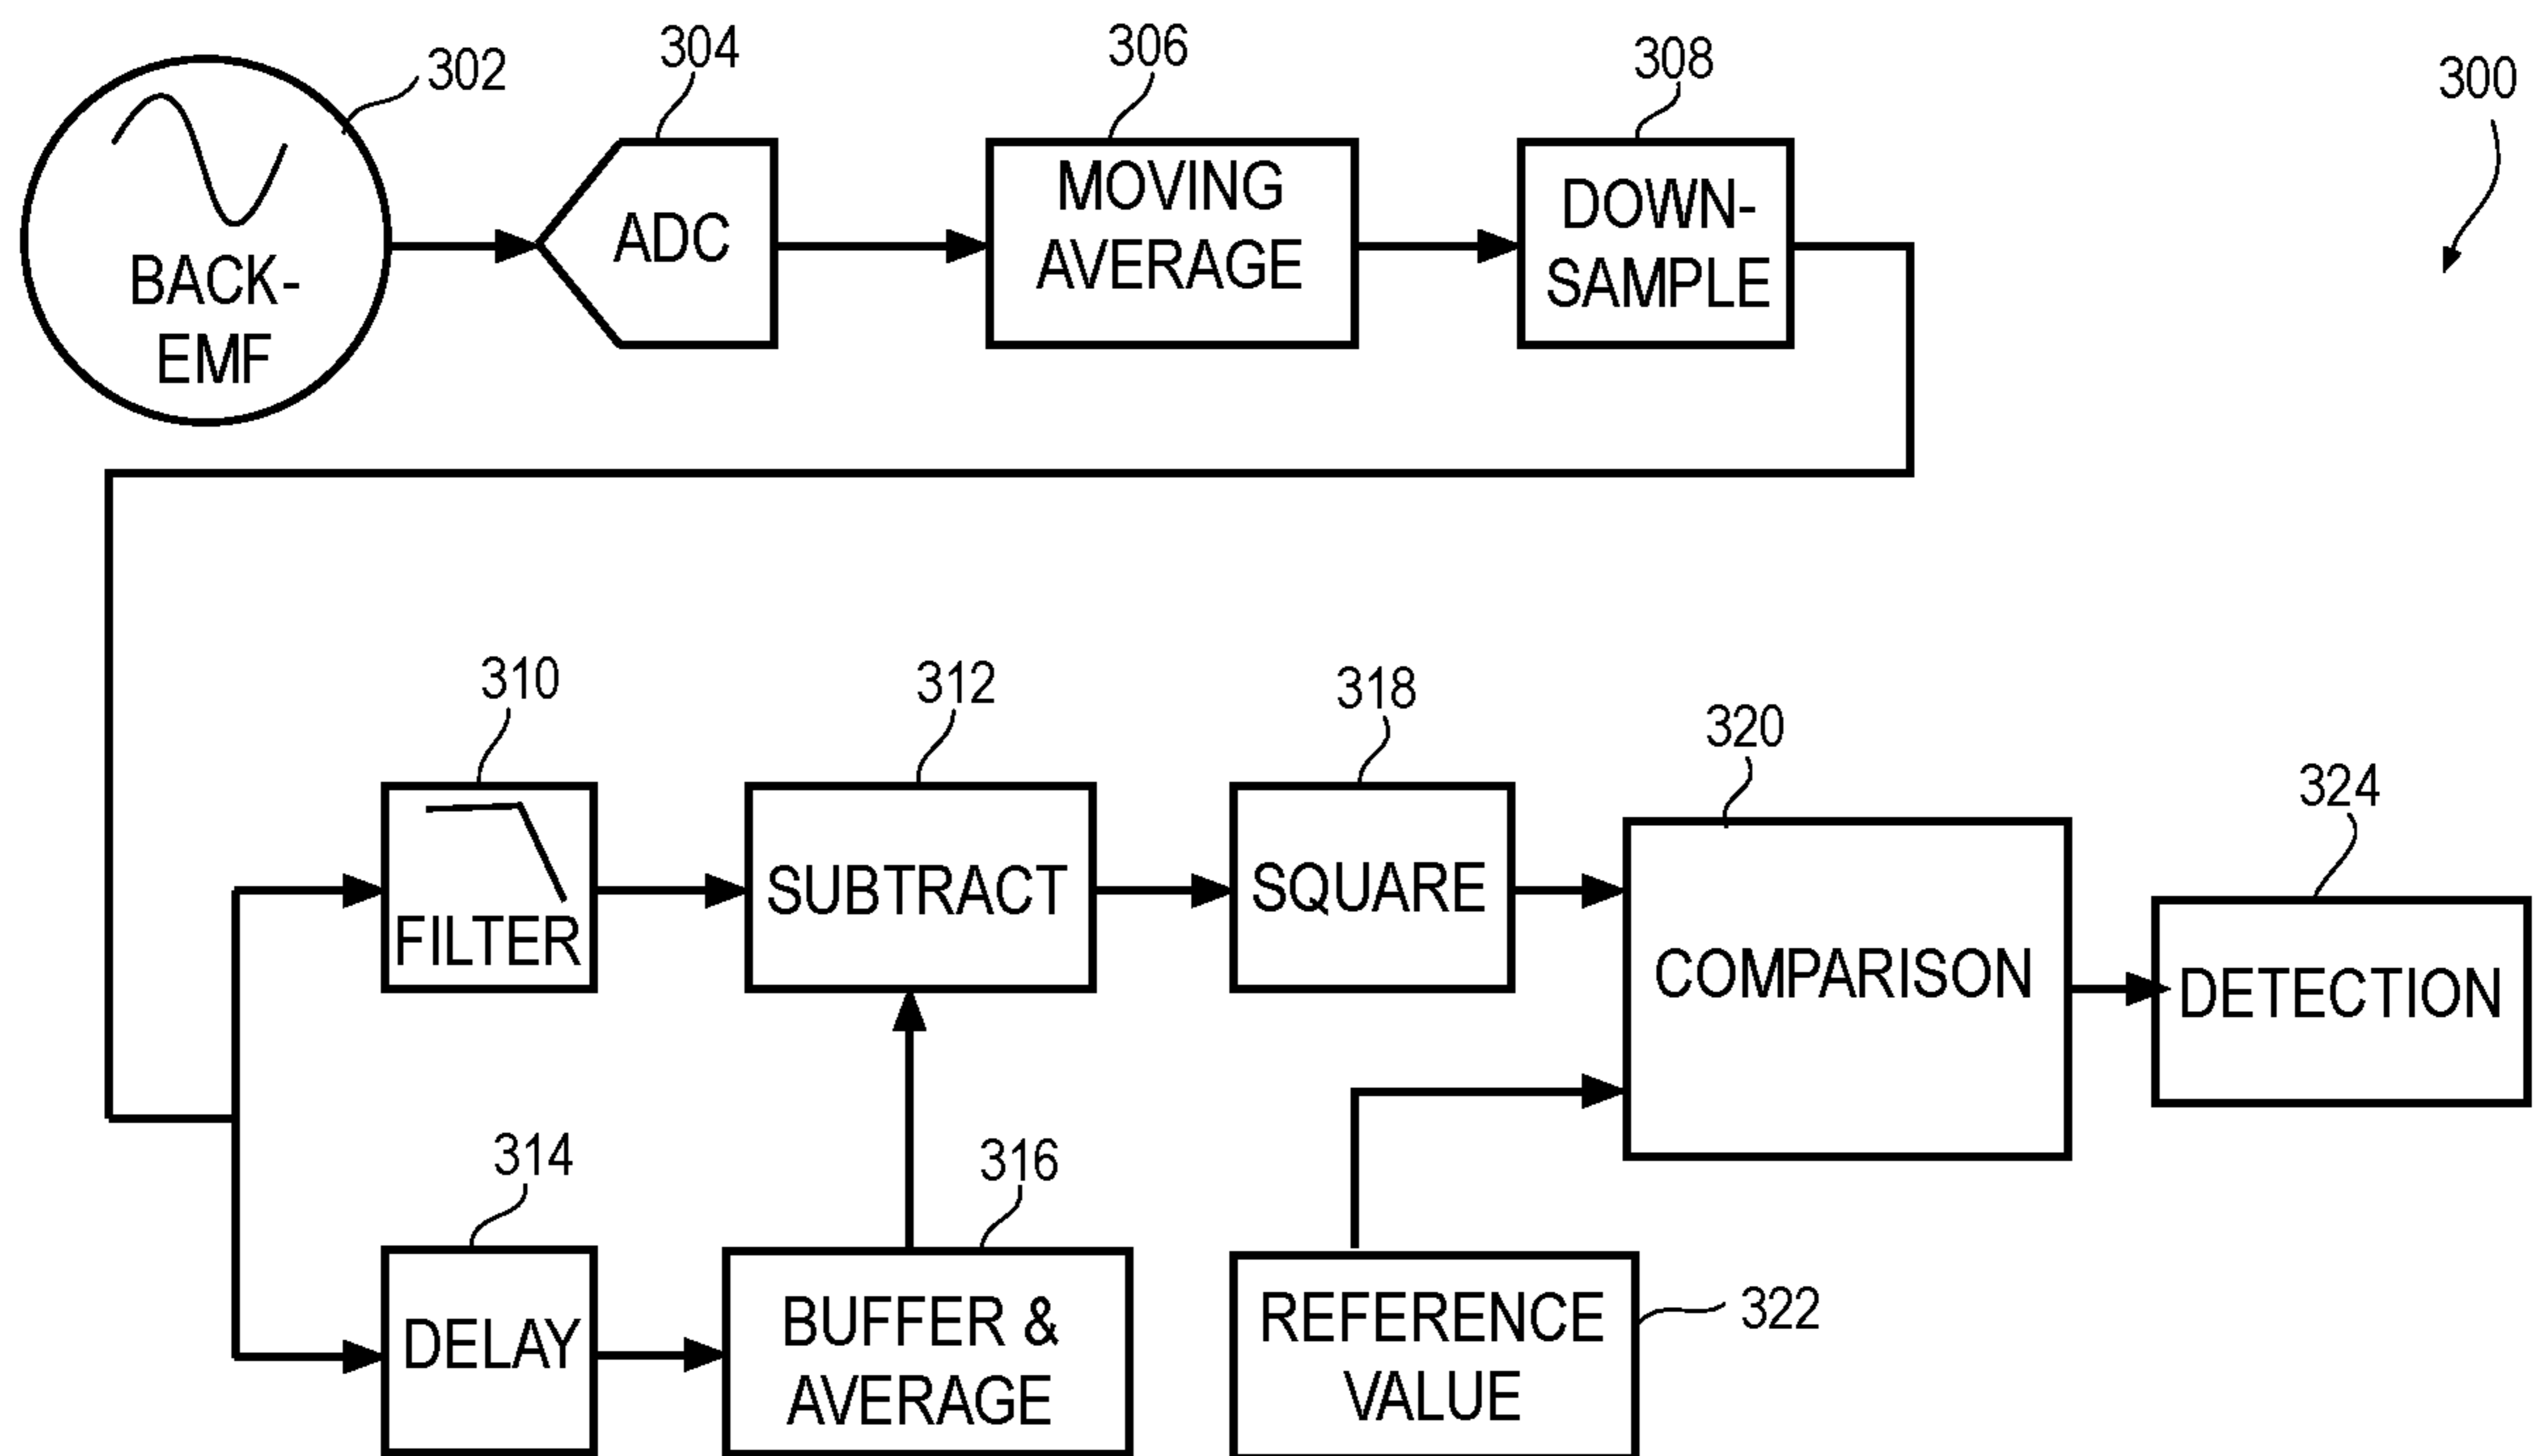 302
304
306
308
300
BACK-
EMF
ADC
MOVING
AVERAGE
DOWN-
SAMPLE
310
312
318
320
324
FILTER
SUBTRACT
SQUARE
COMPARISON
DETECTION
314
316
322
DELAY
BUFFER &
AVERAGE
REFERENCE
VALUE